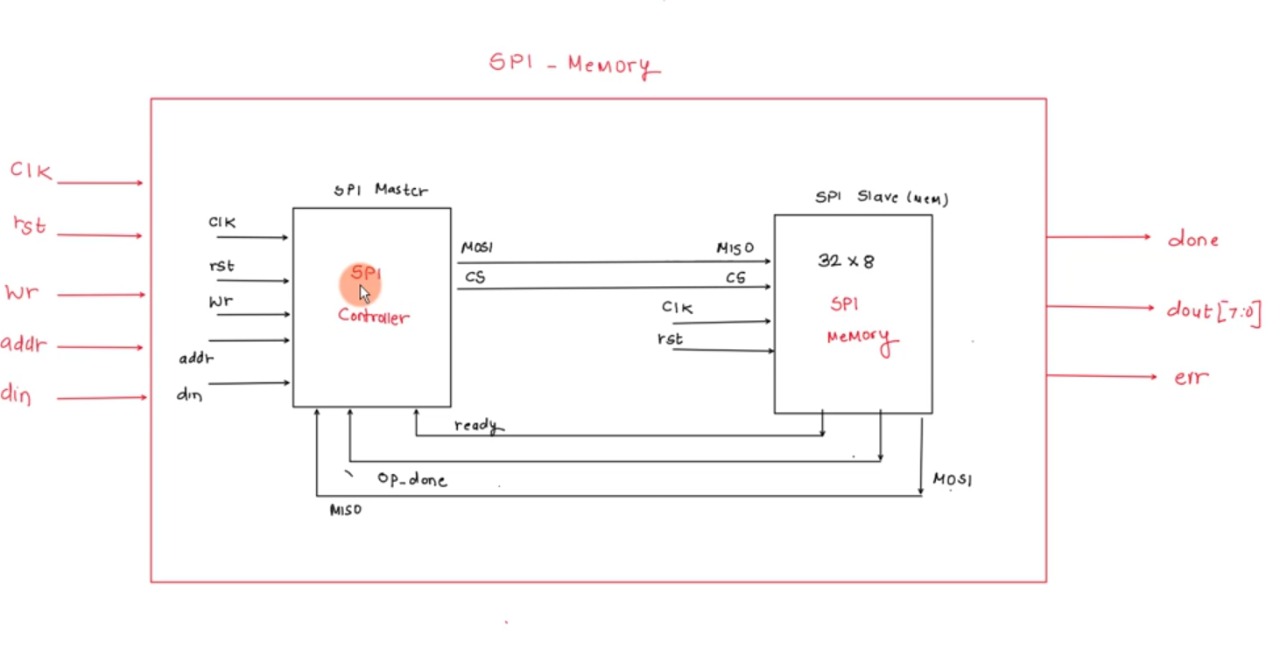 SPI - Memory
Clk
rst
wr
addr
din
SPI Master
Clk
rst
wr
addr
din
SPI
Controller
MOSI
CS
MISO
CS
Clk
rst
SPI Slave (Mem)
32 x 8
SPI
Memory
ready
Op_done
MISO
MOSI
done
dout [7:0]
err